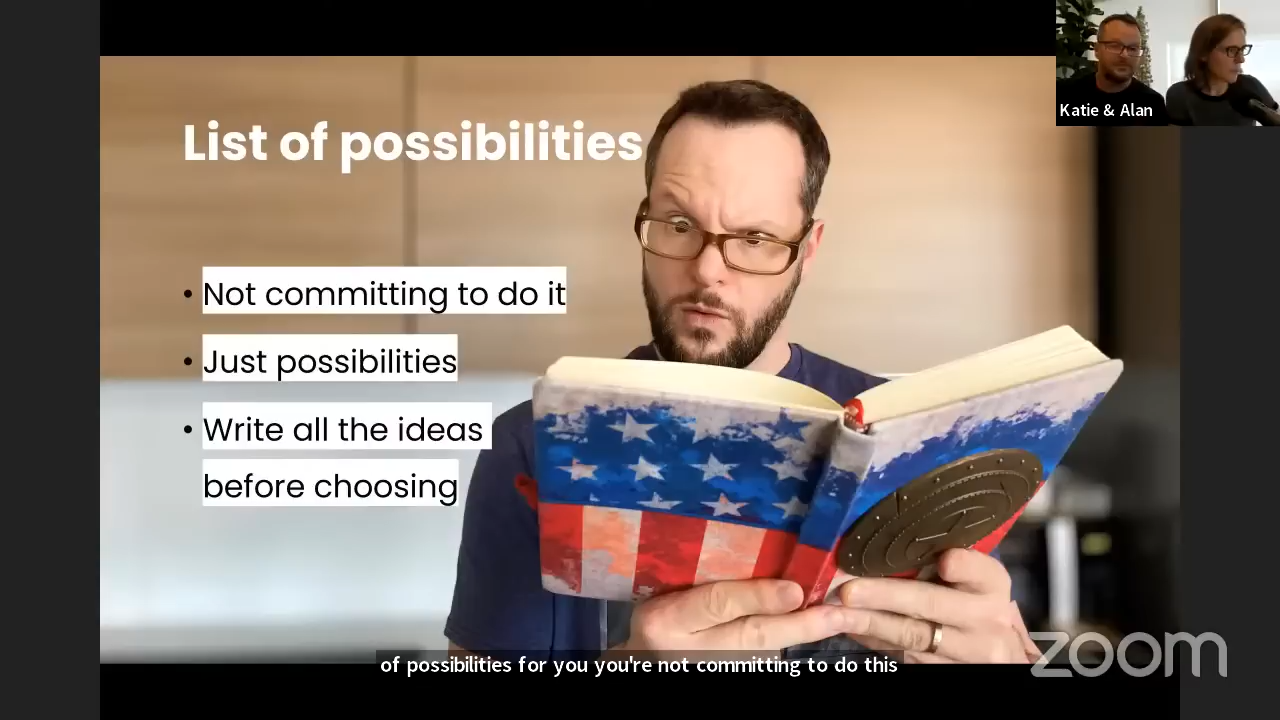 Katie & Alan
List of possibilities
• Not committing to do it
• Just possibilities
• Write all the ideas
before choosing
of possibilities for you you're not committing to do this
zoom